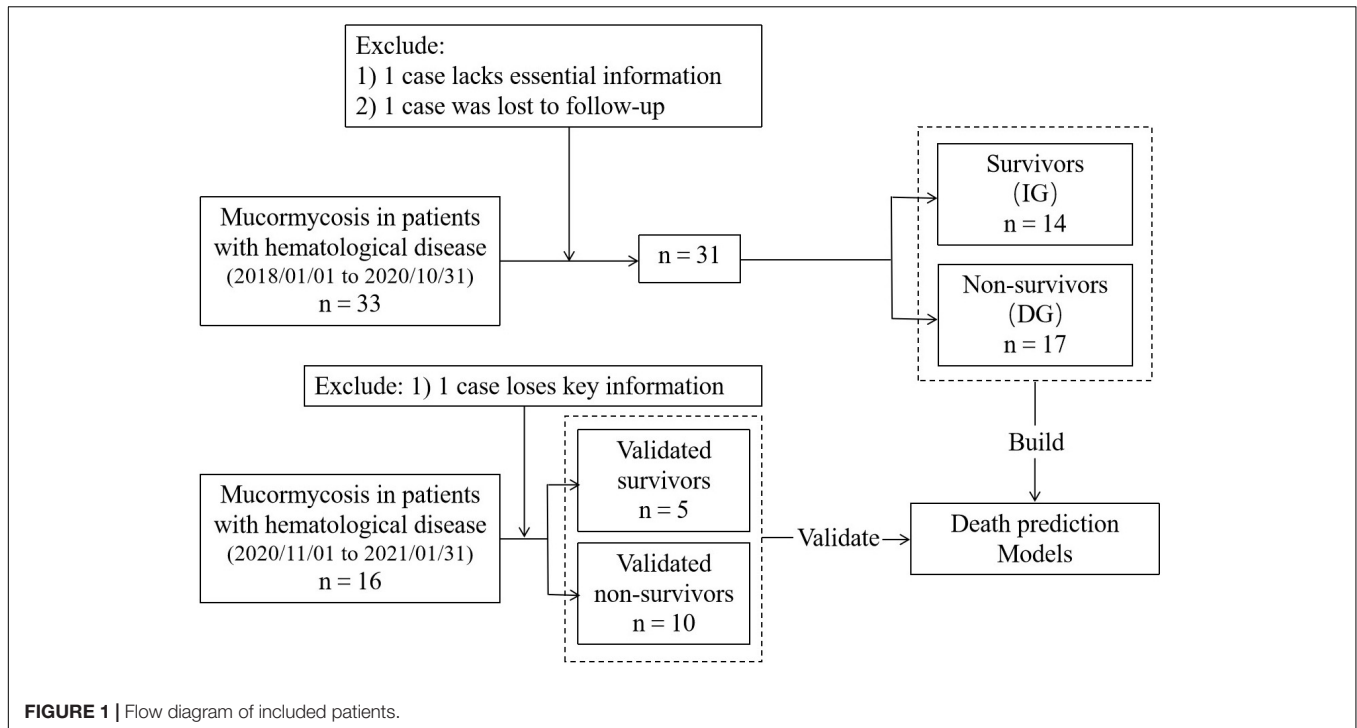 Exclude:
1) 1 case lacks essential information
2) 1 case was lost to follow-up
Mucormycosis in patients
with hematological disease
(2018/01/01 to 2020/10/31)
n = 33
n = 31
Survivors
(IG)
n = 14
Non-survivors
(DG)
n = 17
Exclude: 1) 1 case loses key information
Mucormycosis in patients
with hematological disease
(2020/11/01 to 2021/01/31)
n = 16
Validated
survivors
n = 5
Validated
non-survivors
n = 10
Validate
Build
Death prediction
Models
FIGURE 1 | Flow diagram of included patients.